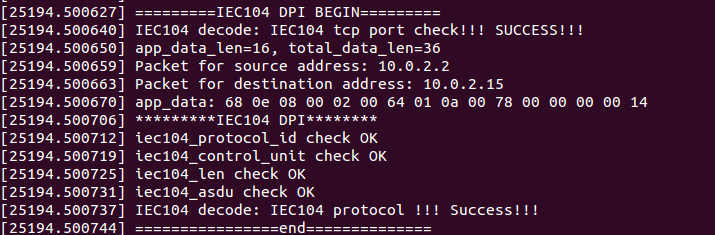 [25194.500627] =========IEC104 DPI BEGIN=========
[25194.500640] IEC104 decode: IEC104 tcp port check!!! SUCCESS!!!
[25194.500650] app_data_len=16, total_data_len=36
[25194.500659] Packet for source address: 10.0.2.2
[25194.500663] Packet for destination address: 10.0.2.15
[25194.500670] app_data: 68 0e 08 00 02 00 64 01 0a 00 78 00 00 00 00 14
[25194.500706] *********IEC104 DPI********
[25194.500712] iec104_protocol_id check OK
[25194.500719] iec104_control_unit check OK
[25194.500725] iec104_len check OK
[25194.500731] iec104_asdu check OK
[25194.500737] IEC104 decode: IEC104 protocol !!! Success!!!
[25194.500744] ================end==============